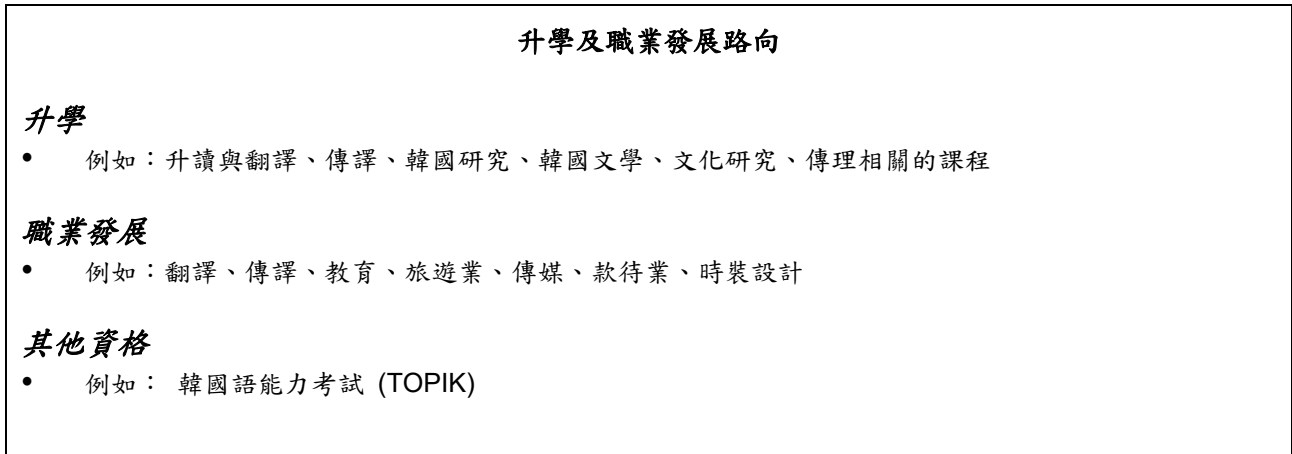 升學及職業發展路向
升學
• 例如：升讀與翻譯、傳譯、韓國研究、韓國文學、文化研究、傳理相關的課程
職業發展
• 例如：翻譯、傳譯、教育、旅遊業、傳媒、款待業、時裝設計
其他資格
• 例如： 韓國語能力考試 (TOPIK)